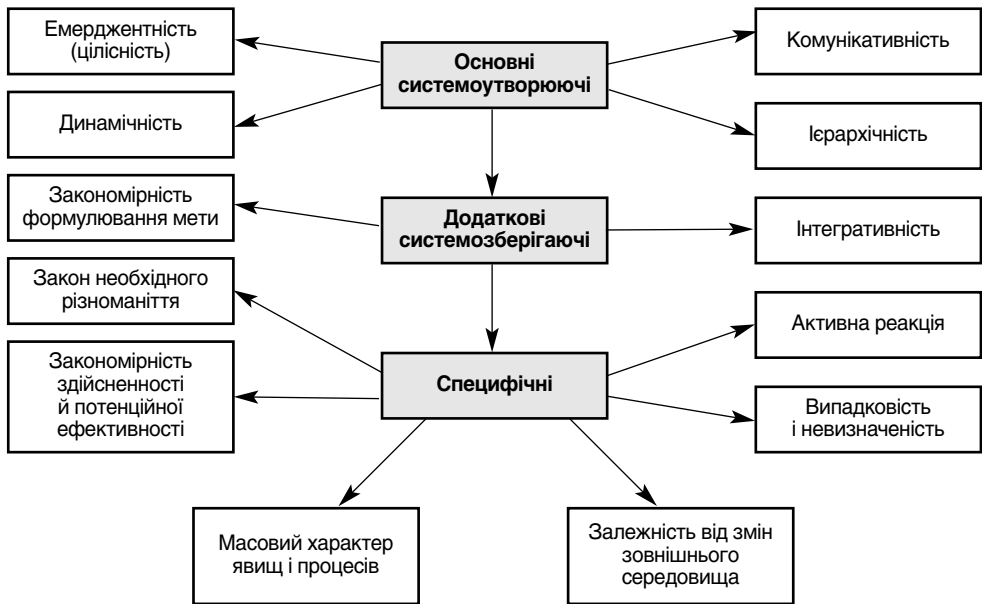 Емерджентність
(цілісність)
Основні
системоутворюючі
Комунікативність
Динамічність
Ієрархічність
Закономірність
формулювання мети
Додаткові
системозберігаючі
Інтегративність
Закон необхідного
різноманіття
Активна реакція
Закономірність
здійсненності
й потенційної
ефективності
Специфічні
Випадковість
і невизначеність
Масовий характер
явищ і процесів
Залежність від змін
зовнішнього
середовища